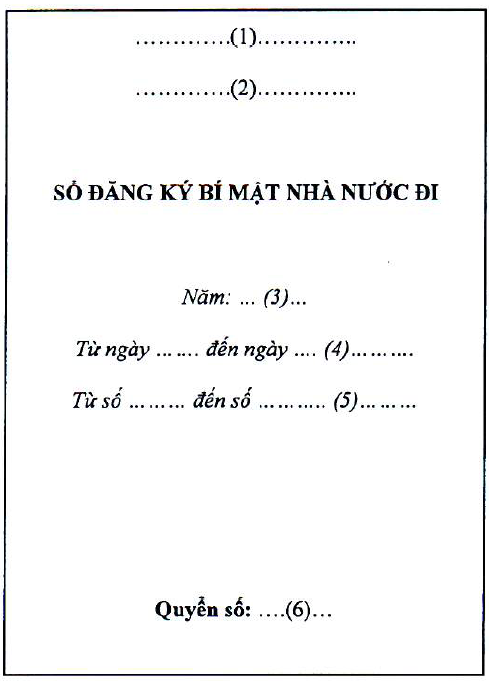 ………….(1)…………..
………….(2)…………..
SỔ ĐĂNG KÝ BÍ MẬT NHÀ NƯỚC ĐI
Năm: ... (3)...
Từ ngày ....... đến ngày .... (4)……….
Từ số ......... đến số ……….. (5)………
Quyển số: ….(6)…